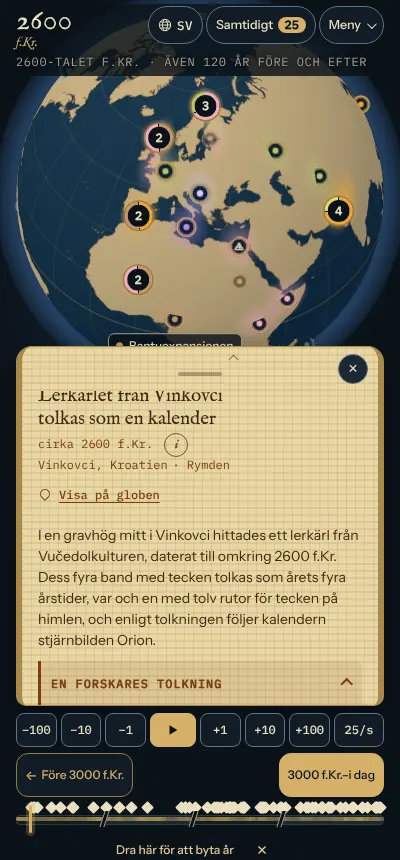 2600
f.Kr.
SV
Samtidigt 25
Meny
2600-TALET F.KR. · ÄVEN 120 ÅR FÖRE OCH EFTER
3
2
2
4
2
Bantuexpansionen
×
Lerkärlet från Vinkovci
tolkas som en kalender
cirka 2600 f.Kr. i
Vinkovci, Kroatien · Rymden
Visa på globen
I en gravhög mitt i Vinkovci hittades ett lerkärl från
Vučedolkulturen, daterat till omkring 2600 f.Kr.
Dess fyra band med tecken tolkas som årets fyra
årstider, var och en med tolv rutor för tecken på
himlen, och enligt tolkningen följer kalendern
stjärnbilden Orion.
EN FORSKARES TOLKNING
−100 −10 −1 +1 +10 +100 25/s
← Före 3000 f.Kr. 3000 f.Kr.–i dag
Dra här för att byta år ×